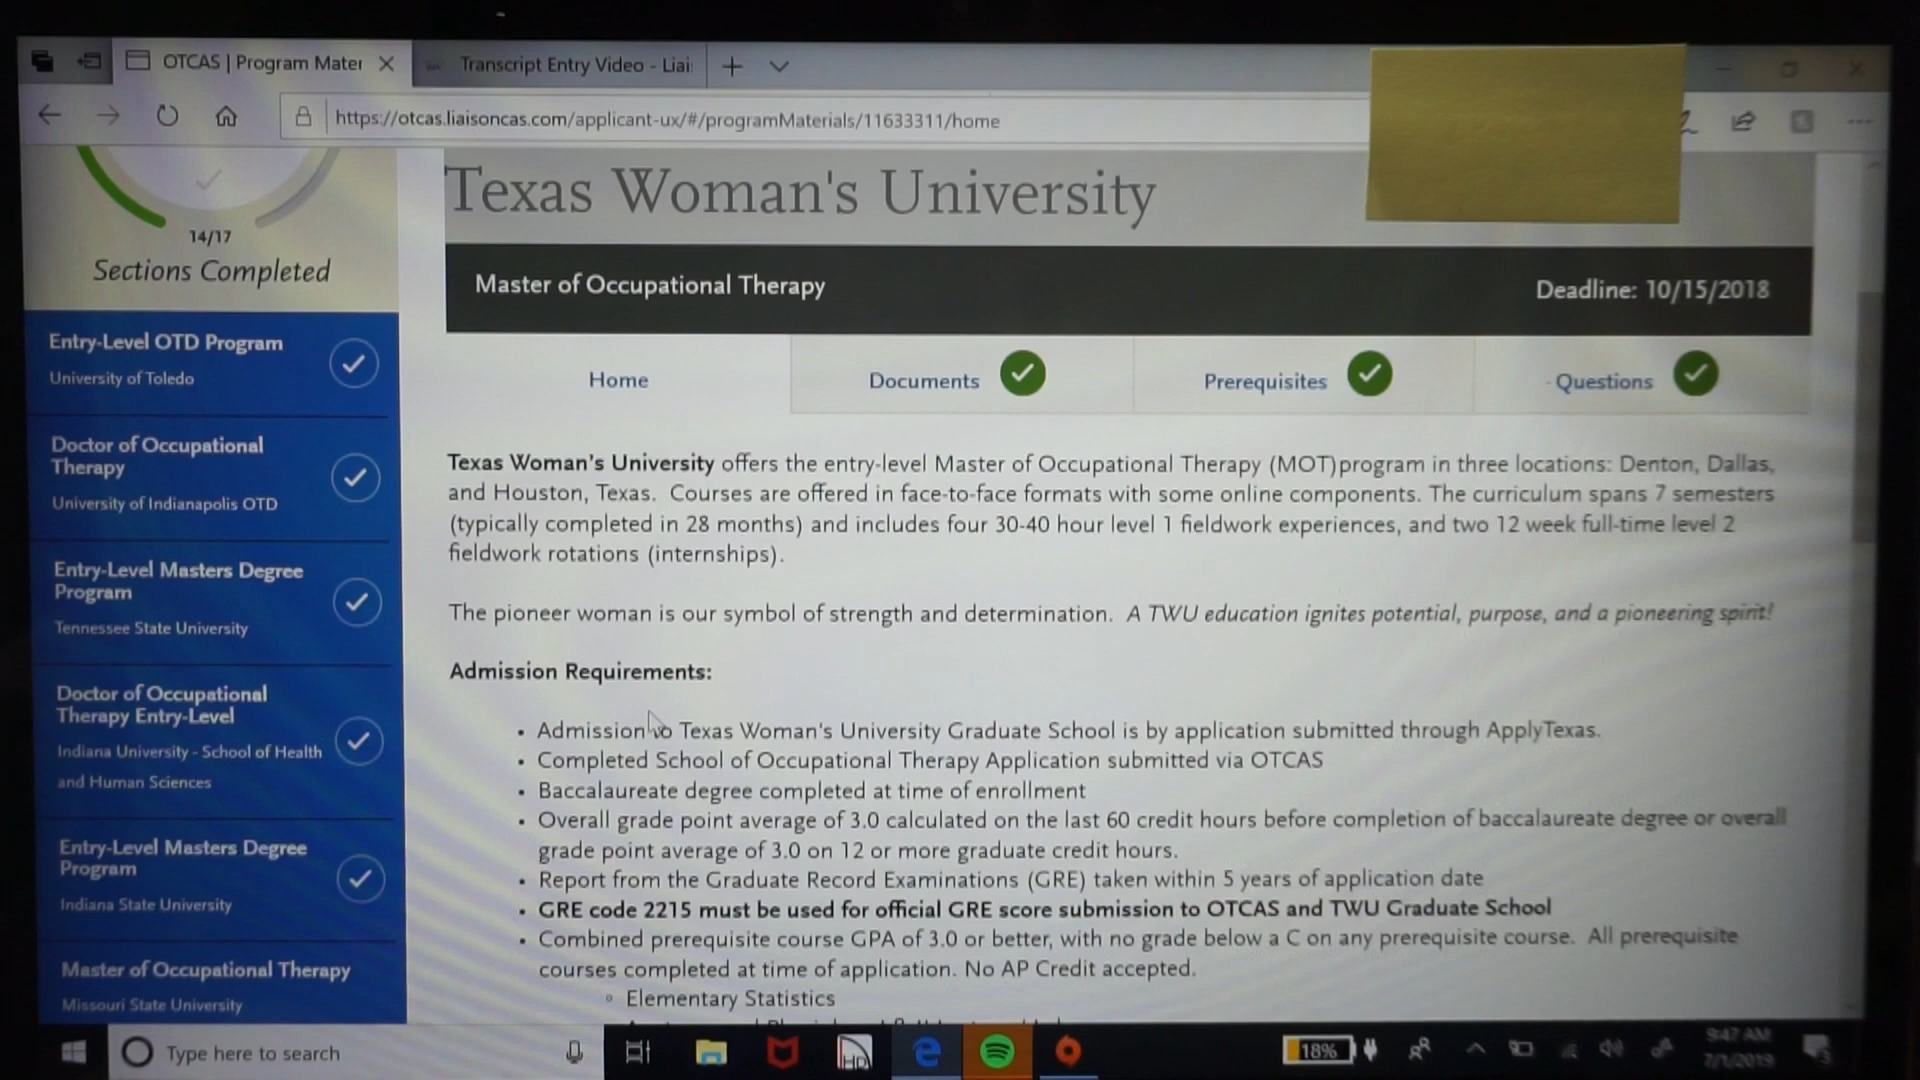 OTCAS | Program Mater
Transcript Entry Video - Liai
https://otcas.liaisoncas.com/applicant-ux/#/programMaterials/11633311/home
14/17
Sections Completed
Entry-Level OTD Program
University of Toledo
Doctor of Occupational
Therapy
University of Indianapolis OTD
Entry-Level Masters Degree
Program
Tennessee State University
Doctor of Occupational
Therapy Entry-Level
Indiana University - School of Health
and Human Sciences
Entry-Level Masters Degree
Program
Indiana State University
Master of Occupational Therapy
Missouri State University
Texas Woman's University
Master of Occupational Therapy
Deadline: 10/15/2018
Home
Documents
Prerequisites
Questions
Texas Woman's University offers the entry-level Master of Occupational Therapy (MOT)program in three locations: Denton, Dallas,
and Houston, Texas. Courses are offered in face-to-face formats with some online components. The curriculum spans 7 semesters
(typically completed in 28 months) and includes four 30-40 hour level 1 fieldwork experiences, and two 12 week full-time level 2
fieldwork rotations (internships).
The pioneer woman is our symbol of strength and determination. A TWU education ignites potential, purpose, and a pioneering spirit!
Admission Requirements:
• Admission to Texas Woman's University Graduate School is by application submitted through ApplyTexas.
• Completed School of Occupational Therapy Application submitted via OTCAS
• Baccalaureate degree completed at time of enrollment
• Overall grade point average of 3.0 calculated on the last 60 credit hours before completion of baccalaureate degree or overall
grade point average of 3.0 on 12 or more graduate credit hours.
• Report from the Graduate Record Examinations (GRE) taken within 5 years of application date
• GRE code 2215 must be used for official GRE score submission to OTCAS and TWU Graduate School
• Combined prerequisite course GPA of 3.0 or better, with no grade below a C on any prerequisite course. All prerequisite
courses completed at time of application. No AP Credit accepted.
◦ Elementary Statistics
Type here to search
HD
18%
9:47 AM
7/1/2019